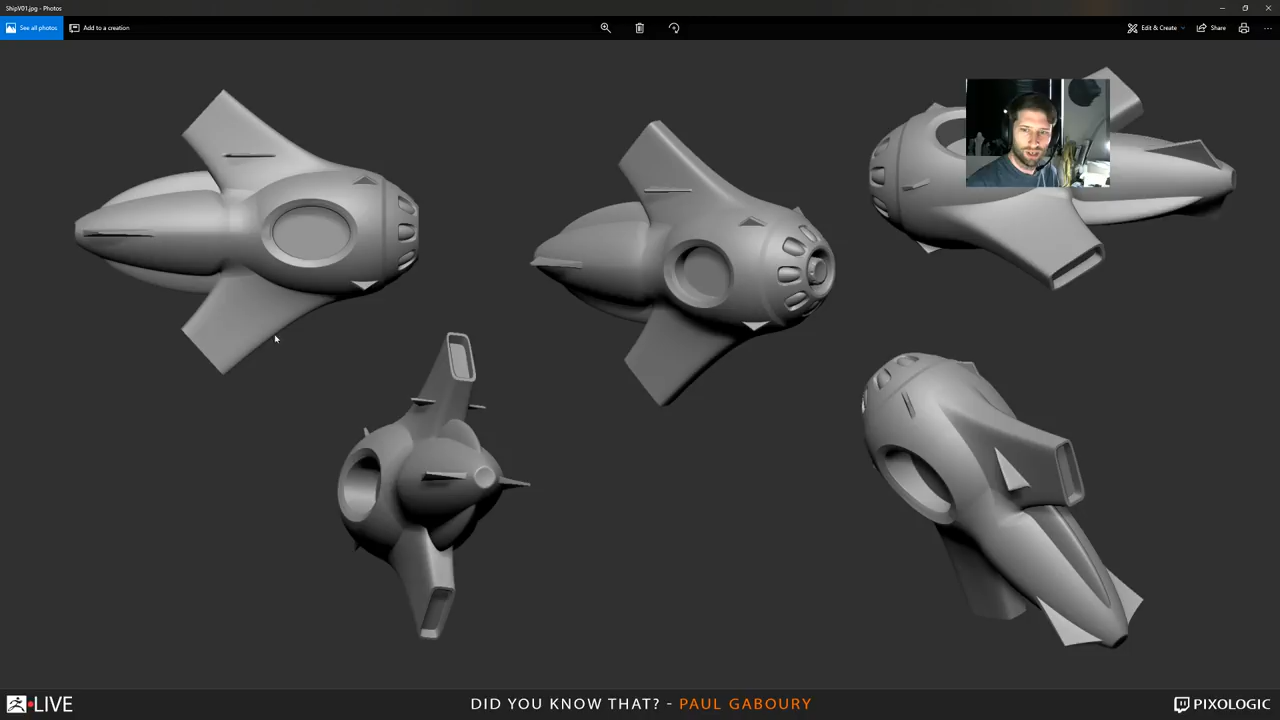 ShipV01.jpg - Photos
See all photos
Add to a creation
Edit & Create
Share
LIVE
DID YOU KNOW THAT? - PAUL GABOURY
PIXOLOGIC